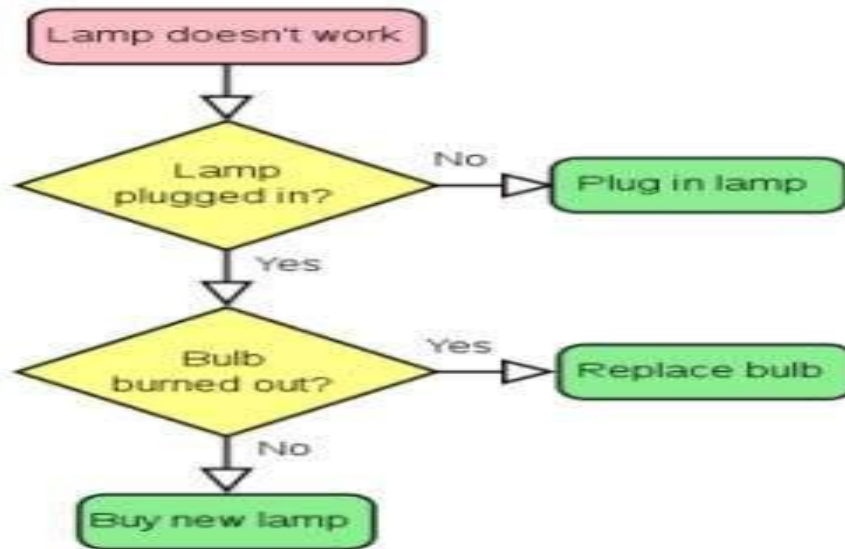 Lamp doesn't work
Lamp
plugged in?
No
Plug in lamp
Yes
Bulb
burned out?
Yes
Replace bulb
No
Buy new lamp